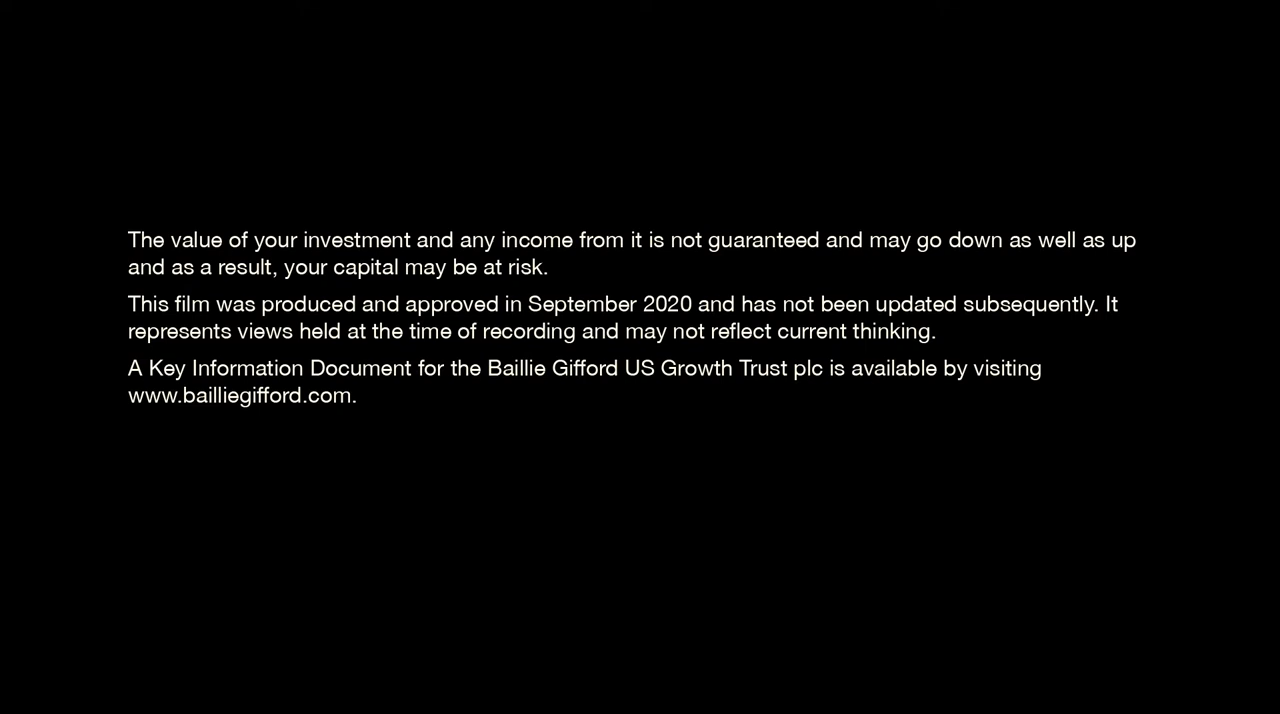 The value of your investment and any income from it is not guaranteed and may go down as well as up
and as a result, your capital may be at risk.
This film was produced and approved in September 2020 and has not been updated subsequently. It
represents views held at the time of recording and may not reflect current thinking.
A Key Information Document for the Baillie Gifford US Growth Trust plc is available by visiting
www.bailliegifford.com.